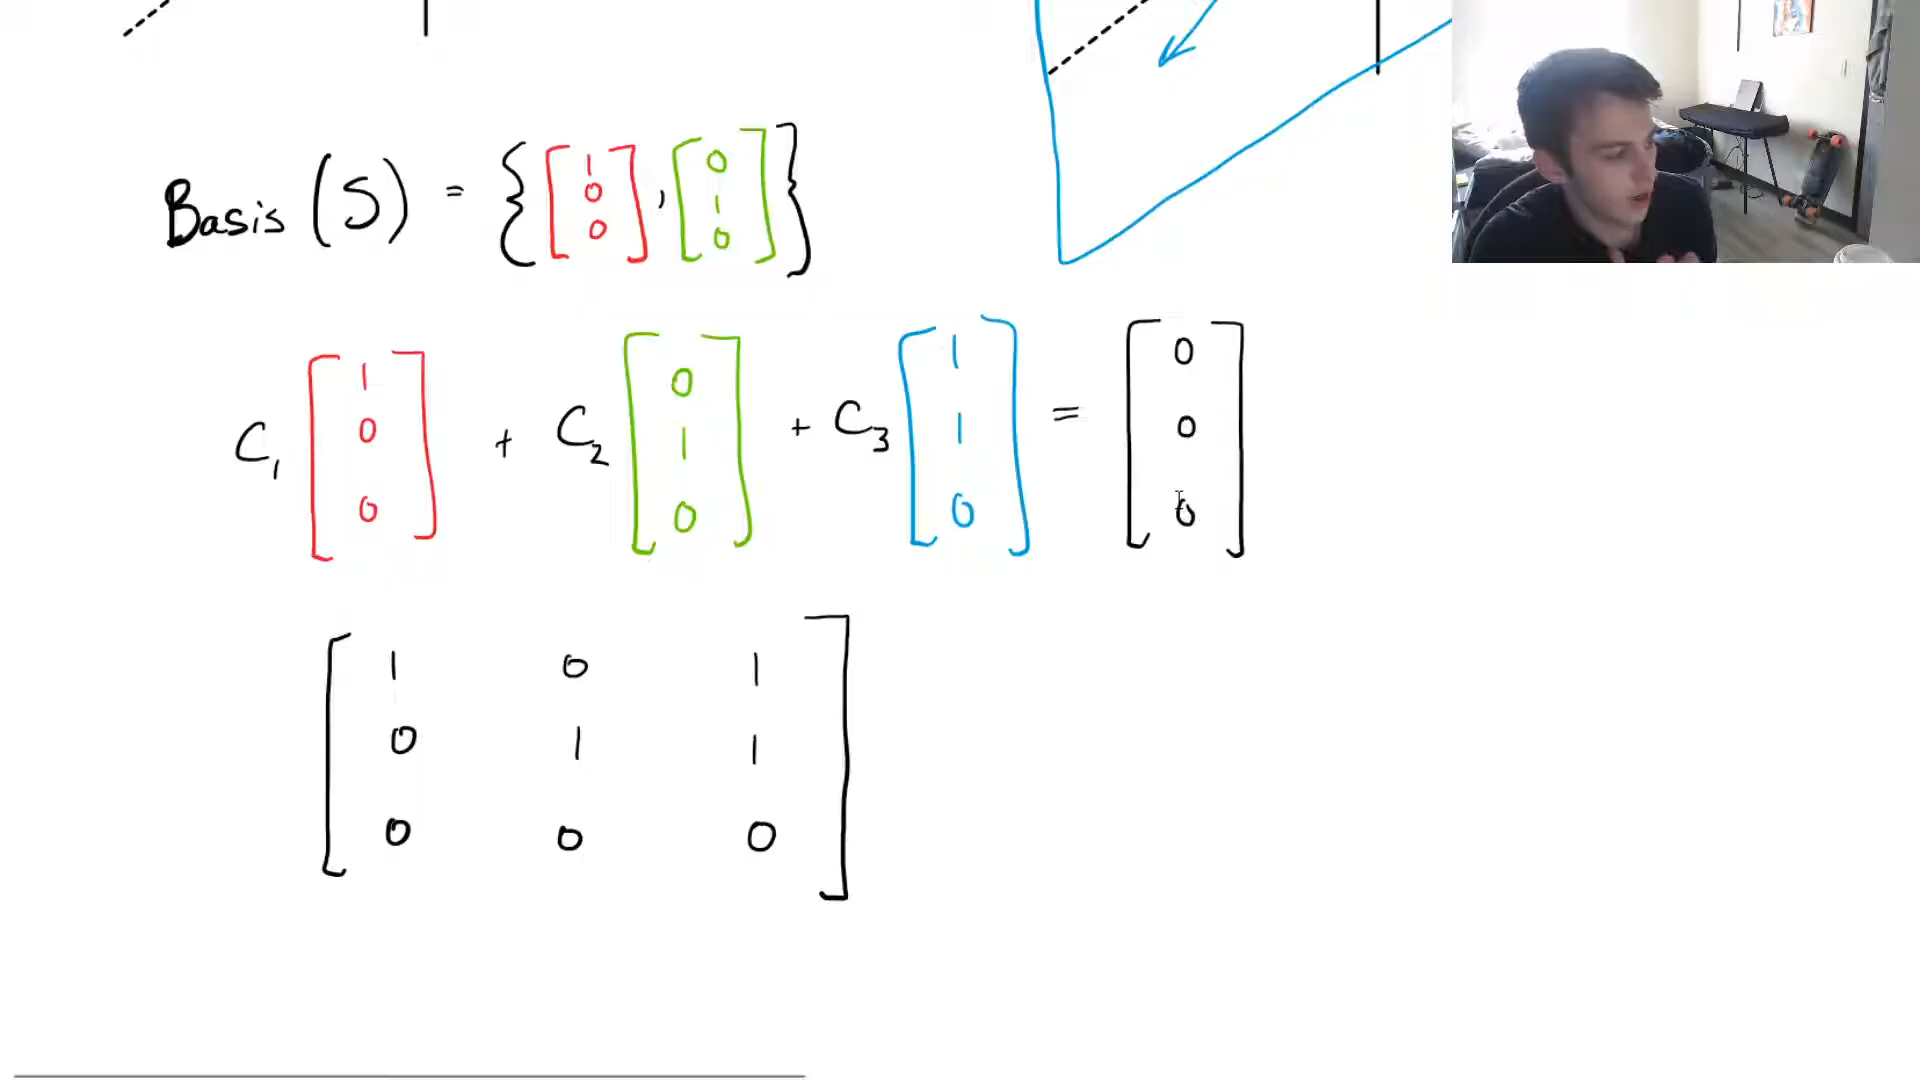 Basis (S) = {[1 0 0], [0 1 0]}
C₁ [1 0 0] + C₂ [0 1 0] + C₃ [1 1 0] = [0 0 0]
[1 0 1
0 1 1
0 0 0]